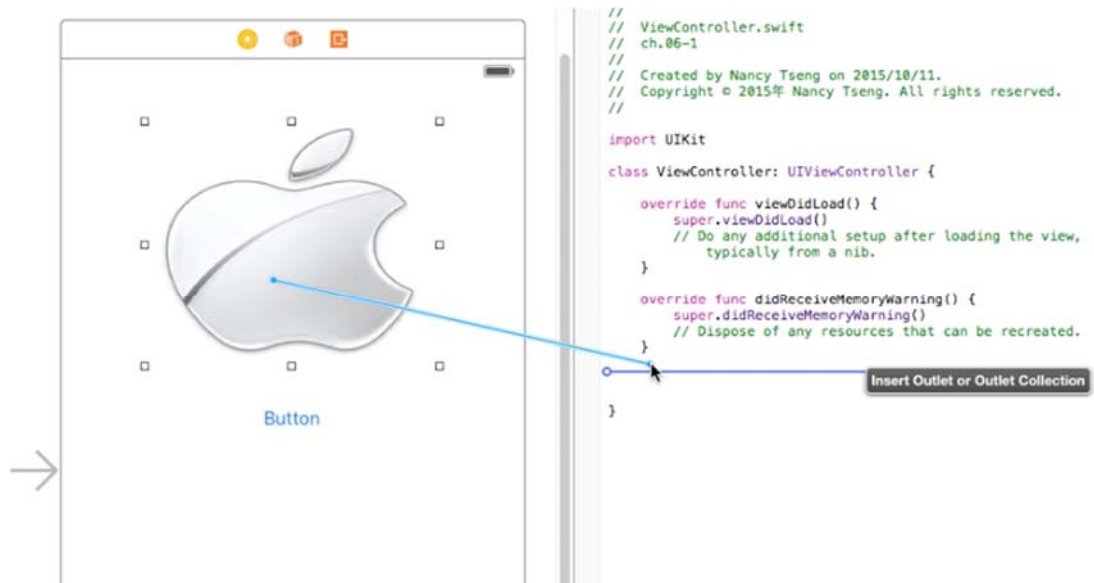 Button
//
// ViewController.swift
// ch.06-1
//
// Created by Nancy Tseng on 2015/10/11.
// Copyright © 2015年 Nancy Tseng. All rights reserved.
//
import UIKit
class ViewController: UIViewController {
override func viewDidLoad() {
super.viewDidLoad()
// Do any additional setup after loading the view,
typically from a nib.
}
override func didReceiveMemoryWarning() {
super.didReceiveMemoryWarning()
// Dispose of any resources that can be recreated.
}
Insert Outlet or Outlet Collection
}